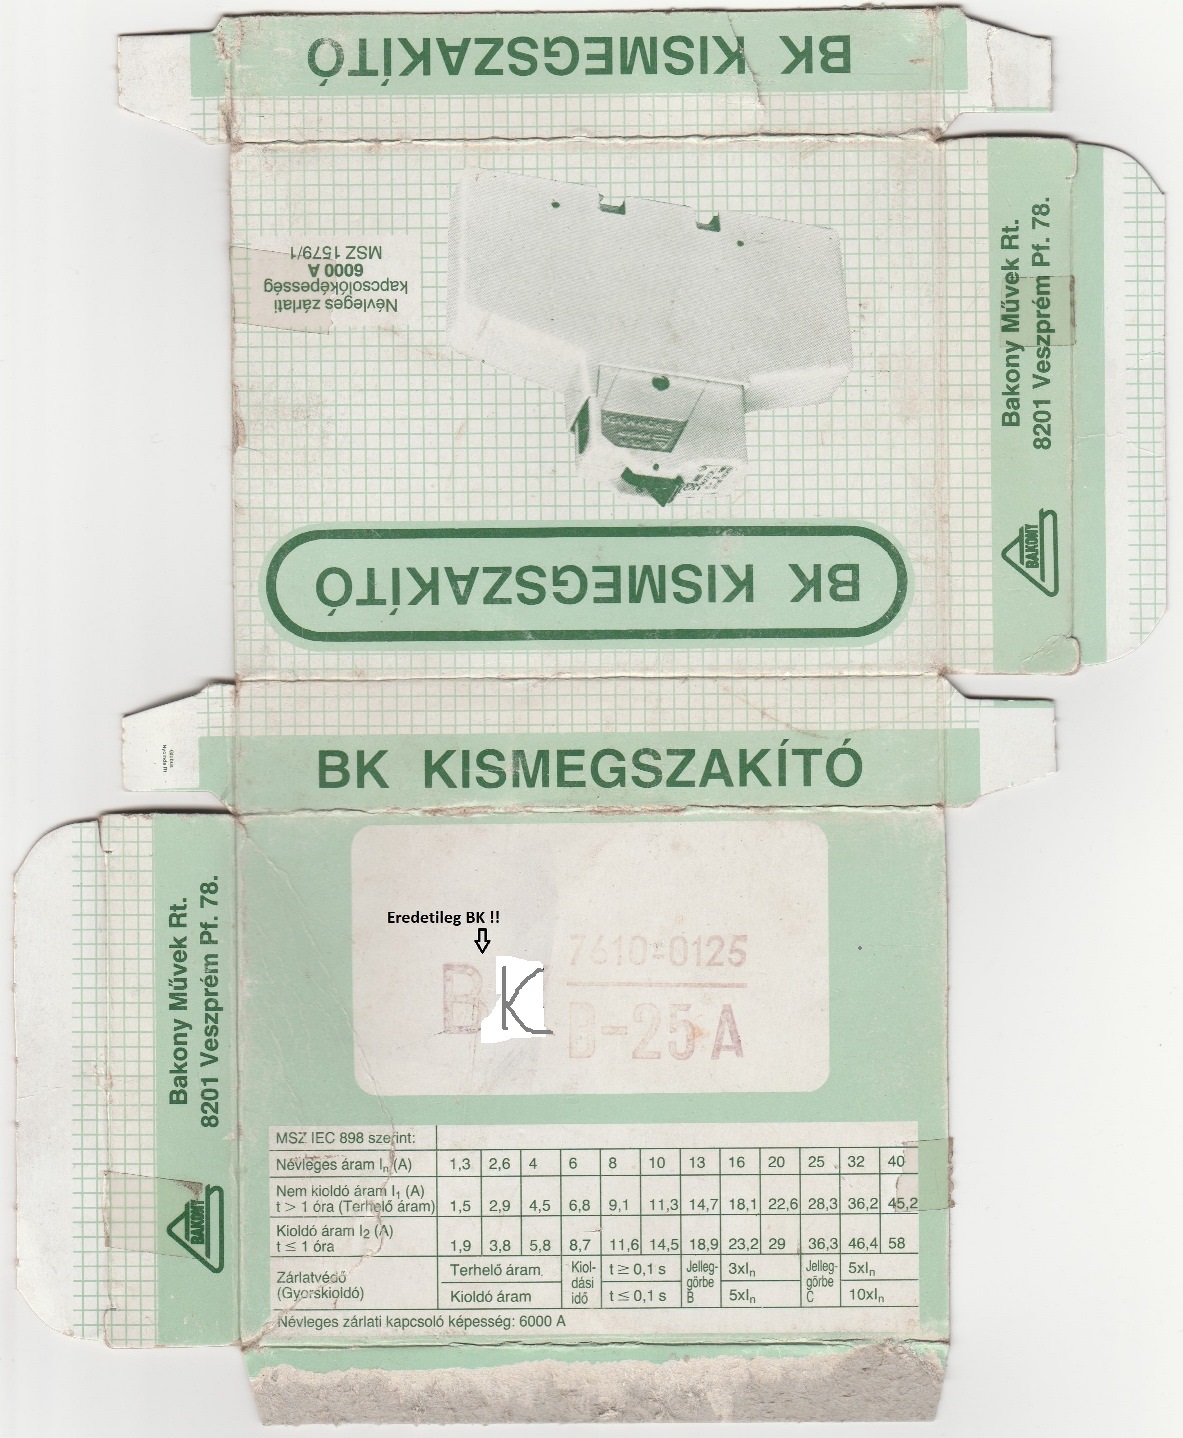 BK KISMEGSZAKÍTÓ
Névleges zárlati
kapcsolóképesség
6000 A
MSZ 1579/1
BK KISMEGSZAKÍTÓ
Bakony Művek Rt.
8201 Veszprém Pf. 78.
BAKONY
BK KISMEGSZAKÍTÓ
Bakony Művek Rt.
8201 Veszprém Pf. 78.
BAKONY
Eredetileg BK !!
BK
7610-0125
B-25 A
MSZ IEC 898 szerint:
Névleges áram In (A) 1,3 2,6 4 6 8 10 13 16 20 25 32 40
Nem kioldó áram I1 (A)
t > 1 óra (Terhelő áram) 1,5 2,9 4,5 6,8 9,1 11,3 14,7 18,1 22,6 28,3 36,2 45,2
Kioldó áram I2 (A)
t ≤ 1 óra 1,9 3,8 5,8 8,7 11,6 14,5 18,9 23,2 29 36,3 46,4 58
Zárlatvédő
(Gyorskioldó)
Terhelő áram
Kioldó áram
Kiol-
dási
idő
t ≥ 0,1 s
t ≤ 0,1 s
Jelleg-
görbe
B
3xIn
5xIn
Jelleg-
görbe
C
5xIn
10xIn
Névleges zárlati kapcsoló képesség: 6000 A